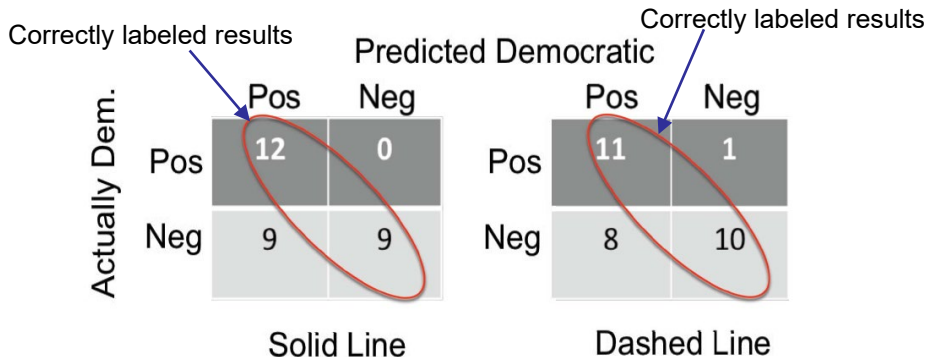 Correctly labeled results
Correctly labeled results
Predicted Democratic
Actually Dem.
Pos Neg
Pos 12 0
Neg 9 9
Solid Line
Pos Neg
Pos 11 1
Neg 8 10
Dashed Line